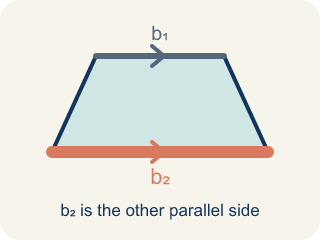 b₁
b₂
b₂ is the other parallel side